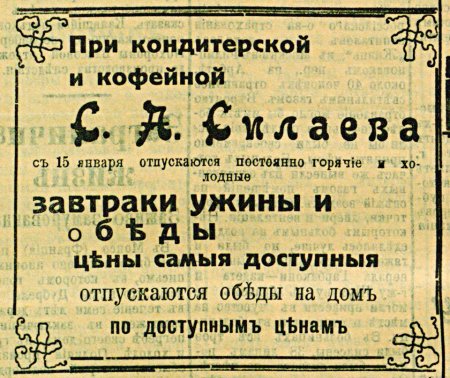 При кондитерской
и кофейной
С. А. Силаева
съ 15 января отпускаются постоянно горячіе и хо-
лодные
завтраки ужины и
обѣды
цѣны самыя доступныя
отпускаются обѣды на домъ
по доступнымъ цѣнамъ